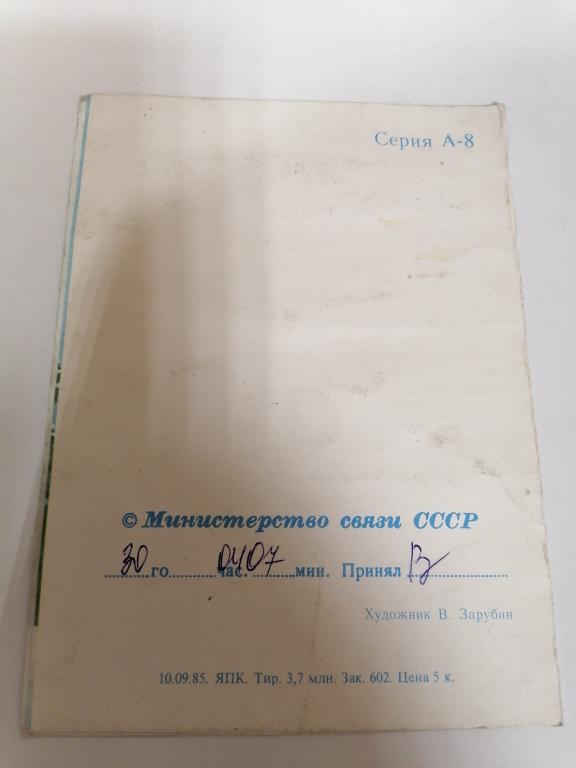 Серия А-8
© Министерство связи СССР
30 го 0407 час. мин. Принял
Художник В. Зарубин
10.09.85. ЯПК. Тир. 3,7 млн. Зак. 602. Цена 5 к.